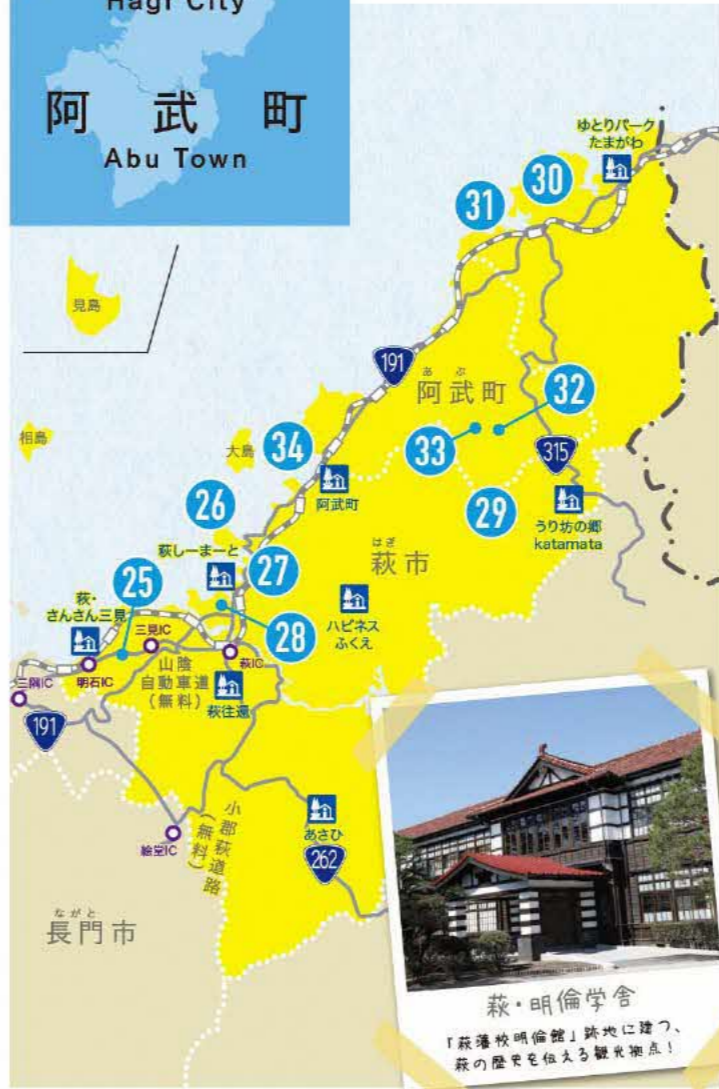 Hagi City
阿武町
Abu Town
ゆとりパーク
たまがわ
30
31
見島
191
あぶ
阿武町
32
33
315
相島
大島
34
阿武町
29
うり坊の郷
katamata
26
はぎ
萩市
萩しーまーと
27
25
萩・
さんさん三見
28
ハピネス
ふくえ
三見IC
萩IC
明石IC
三隅IC
山陰
自動車道
(無料)
萩往還
191
小郡萩道路
(無料)
あさひ
262
絵堂IC
ながと
長門市
萩・明倫学舎
「萩藩校明倫館」跡地に建つ、
萩の歴史を伝える観光拠点!